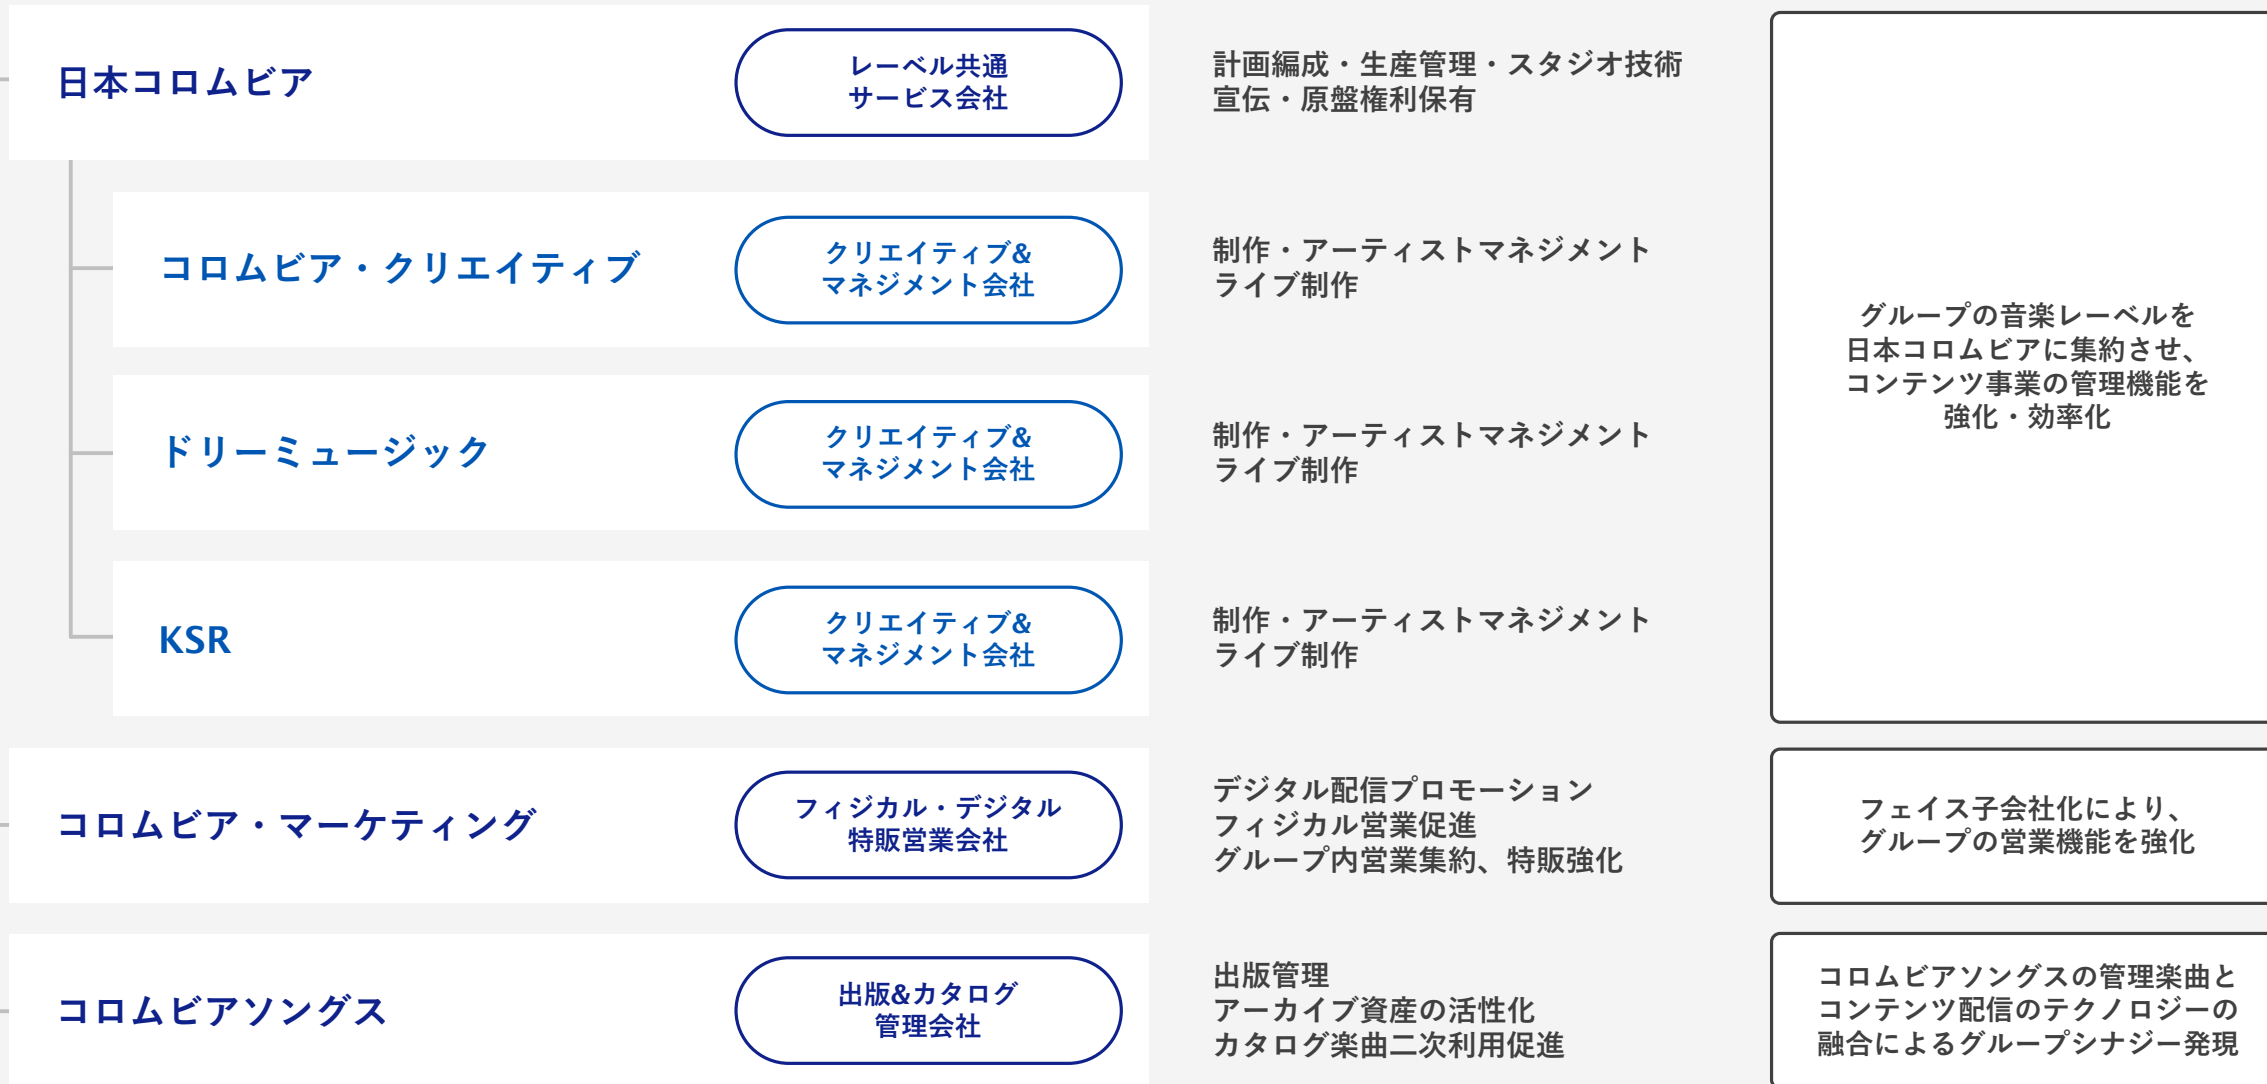 日本コロムビア
レーベル共通
サービス会社
計画編成・生産管理・スタジオ技術
宣伝・原盤権利保有
コロムビア・クリエイティブ
クリエイティブ&
マネジメント会社
制作・アーティストマネジメント
ライブ制作
ドリーミュージック
クリエイティブ&
マネジメント会社
制作・アーティストマネジメント
ライブ制作
KSR
クリエイティブ&
マネジメント会社
制作・アーティストマネジメント
ライブ制作
グループの音楽レーベルを
日本コロムビアに集約させ、
コンテンツ事業の管理機能を
強化・効率化
コロムビア・マーケティング
フィジカル・デジタル
特販営業会社
デジタル配信プロモーション
フィジカル営業促進
グループ内営業集約、特販強化
フェイス子会社化により、
グループの営業機能を強化
コロムビアソングス
出版&カタログ
管理会社
出版管理
アーカイブ資産の活性化
カタログ楽曲二次利用促進
コロムビアソングスの管理楽曲と
コンテンツ配信のテクノロジーの
融合によるグループシナジー発現